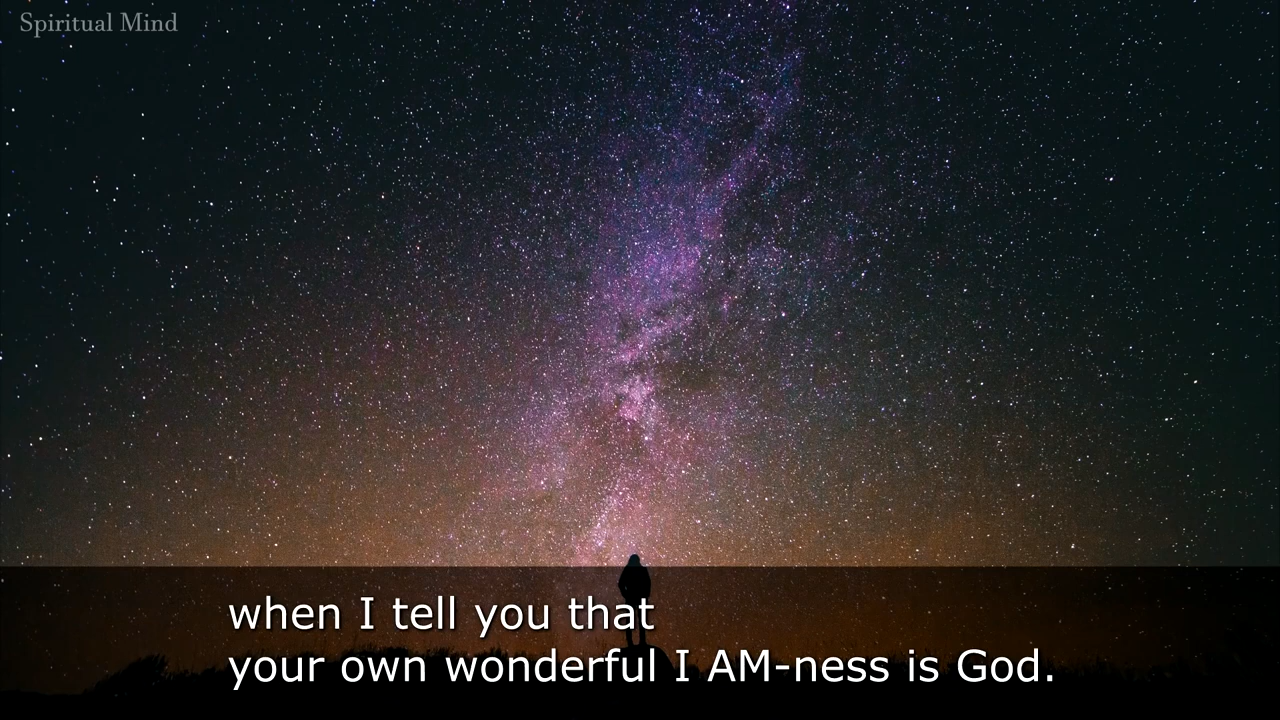 Spiritual Mind
when I tell you that
your own wonderful I AM-ness is God.